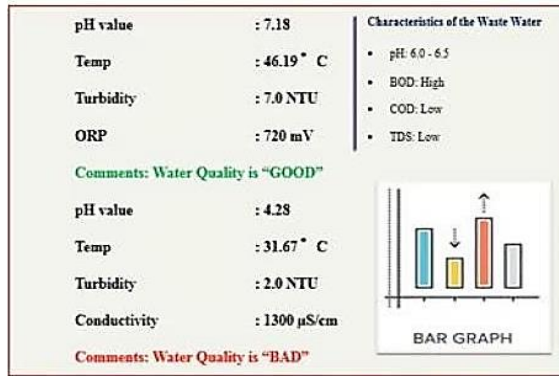 pH value : 7.18
Temp : 46.19° C
Turbidity : 7.0 NTU
ORP : 720 mV
Comments: Water Quality is “GOOD”
pH value : 4.28
Temp : 31.67° C
Turbidity : 2.0 NTU
Conductivity : 1300 µS/cm
Comments: Water Quality is “BAD”
Characteristics of the Waste Water
• pH: 6.0 - 6.5
• BOD: High
• COD: Low
• TDS: Low
BAR GRAPH